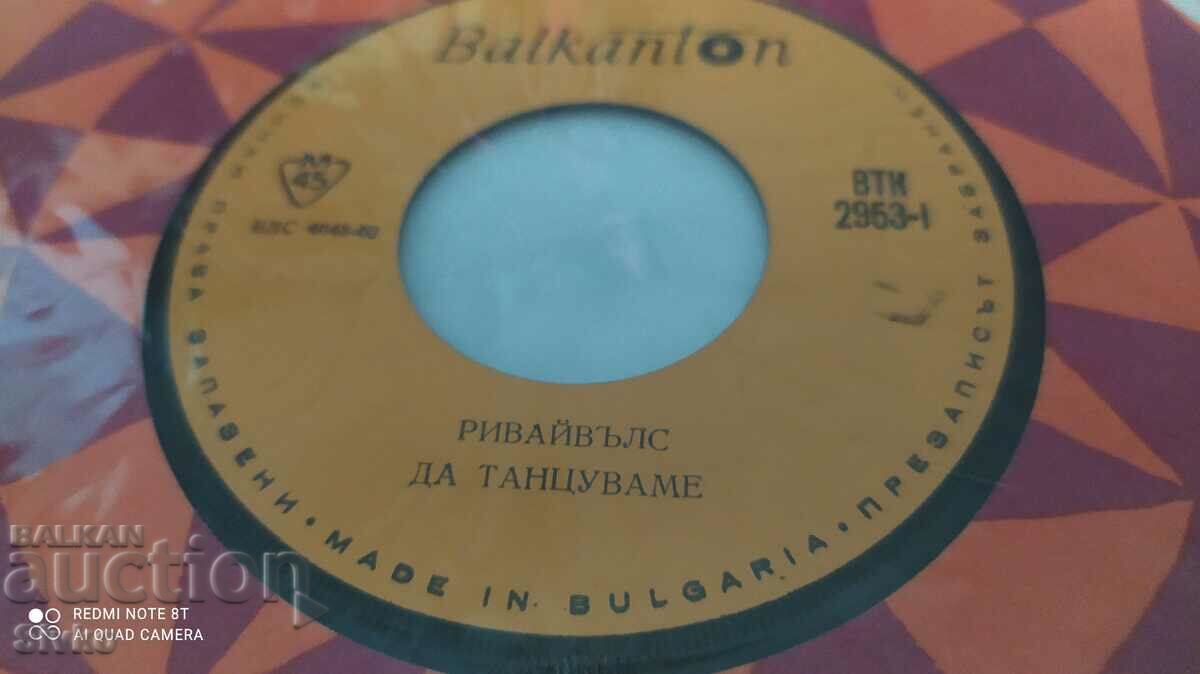 Balkanton
45
ВТМ
2953-I
РИВАЙВЪЛС
ДА ТАНЦУВАМЕ
ПРАВА ЗАПАЗЕНИ • MADE IN BULGARIA • ПРЕЗАПИСЪТ ЗАБРАНЕН
BALKAN
auction
REDMI NOTE 8T
AI QUAD CAMERA